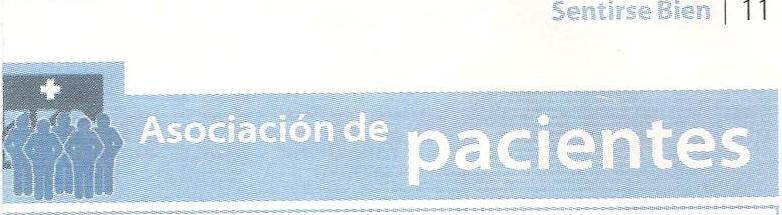 Sentirse Bien | 11
Asociación de pacientes